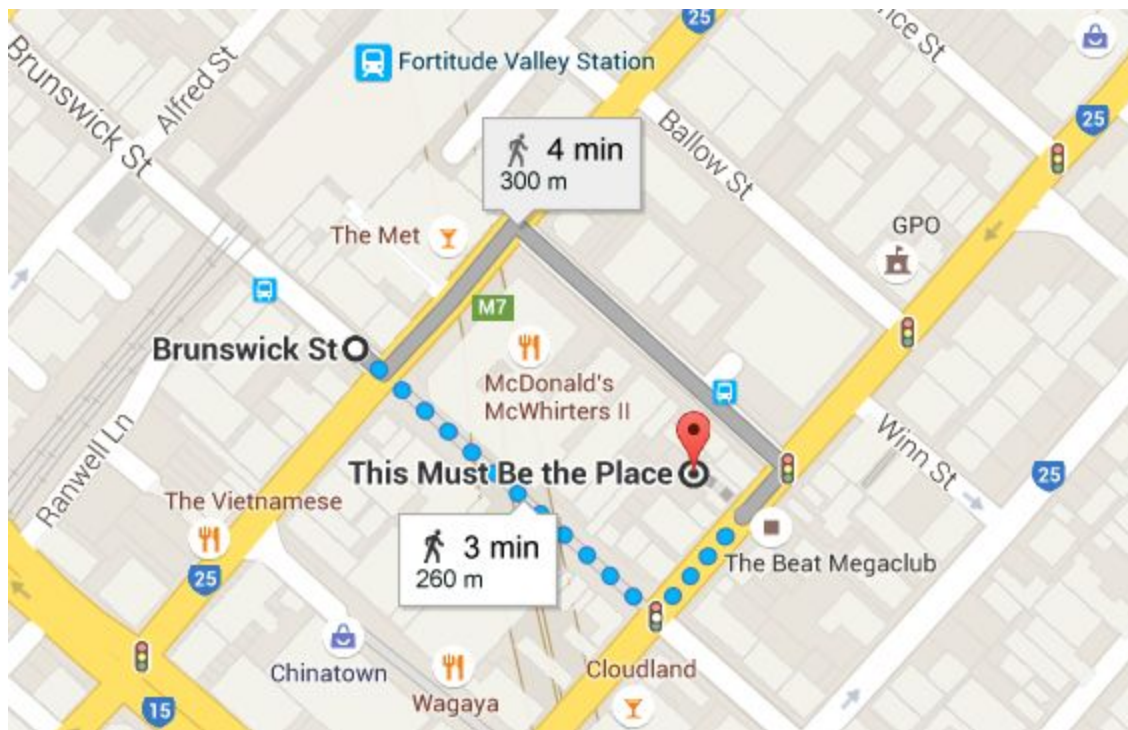 25
nce St
Fortitude Valley Station
Alfred St
Brunswick St
25
Ballow St
4 min
300 m
GPO
The Met
M7
Brunswick St
McDonald's
McWhirters II
Ranwell Ln
Winn St
This Must Be the Place
25
The Vietnamese
3 min
260 m
The Beat Megaclub
25
Chinatown
Cloudland
Wagaya
15